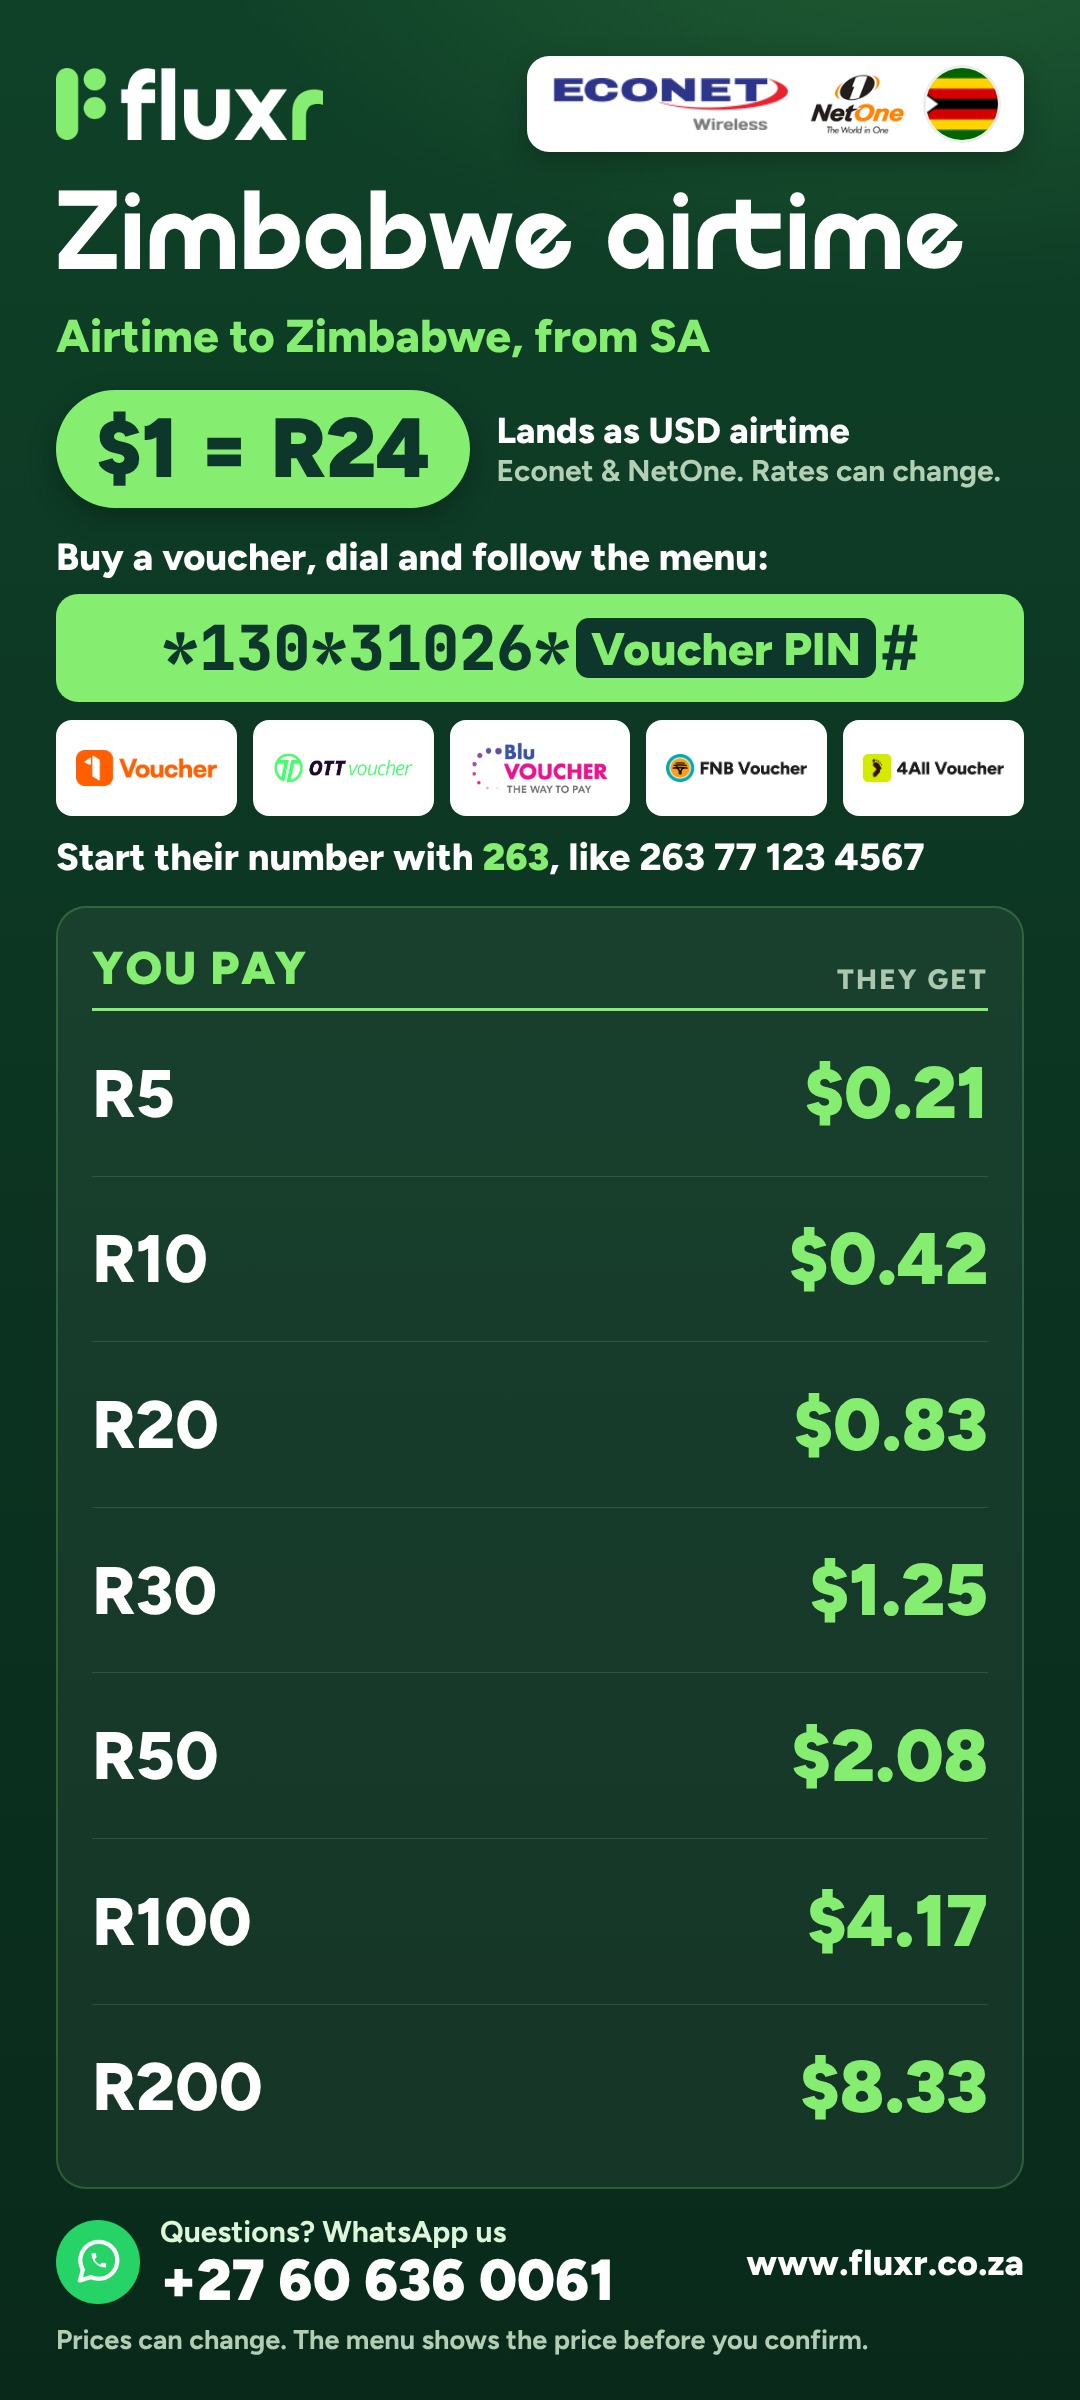 fluxr
ECONET
Wireless
NetOne
The World in One
Zimbabwe airtime
Airtime to Zimbabwe, from SA
$1 = R24
Lands as USD airtime
Econet & NetOne. Rates can change.
Buy a voucher, dial and follow the menu:
*130*31026*Voucher PIN#
1 Voucher
OTT voucher
Blu
VOUCHER
THE WAY TO PAY
FNB Voucher
4All Voucher
Start their number with 263, like 263 77 123 4567
YOU PAY THEY GET
R5 $0.21
R10 $0.42
R20 $0.83
R30 $1.25
R50 $2.08
R100 $4.17
R200 $8.33
Questions? WhatsApp us
+27 60 636 0061
www.fluxr.co.za
Prices can change. The menu shows the price before you confirm.